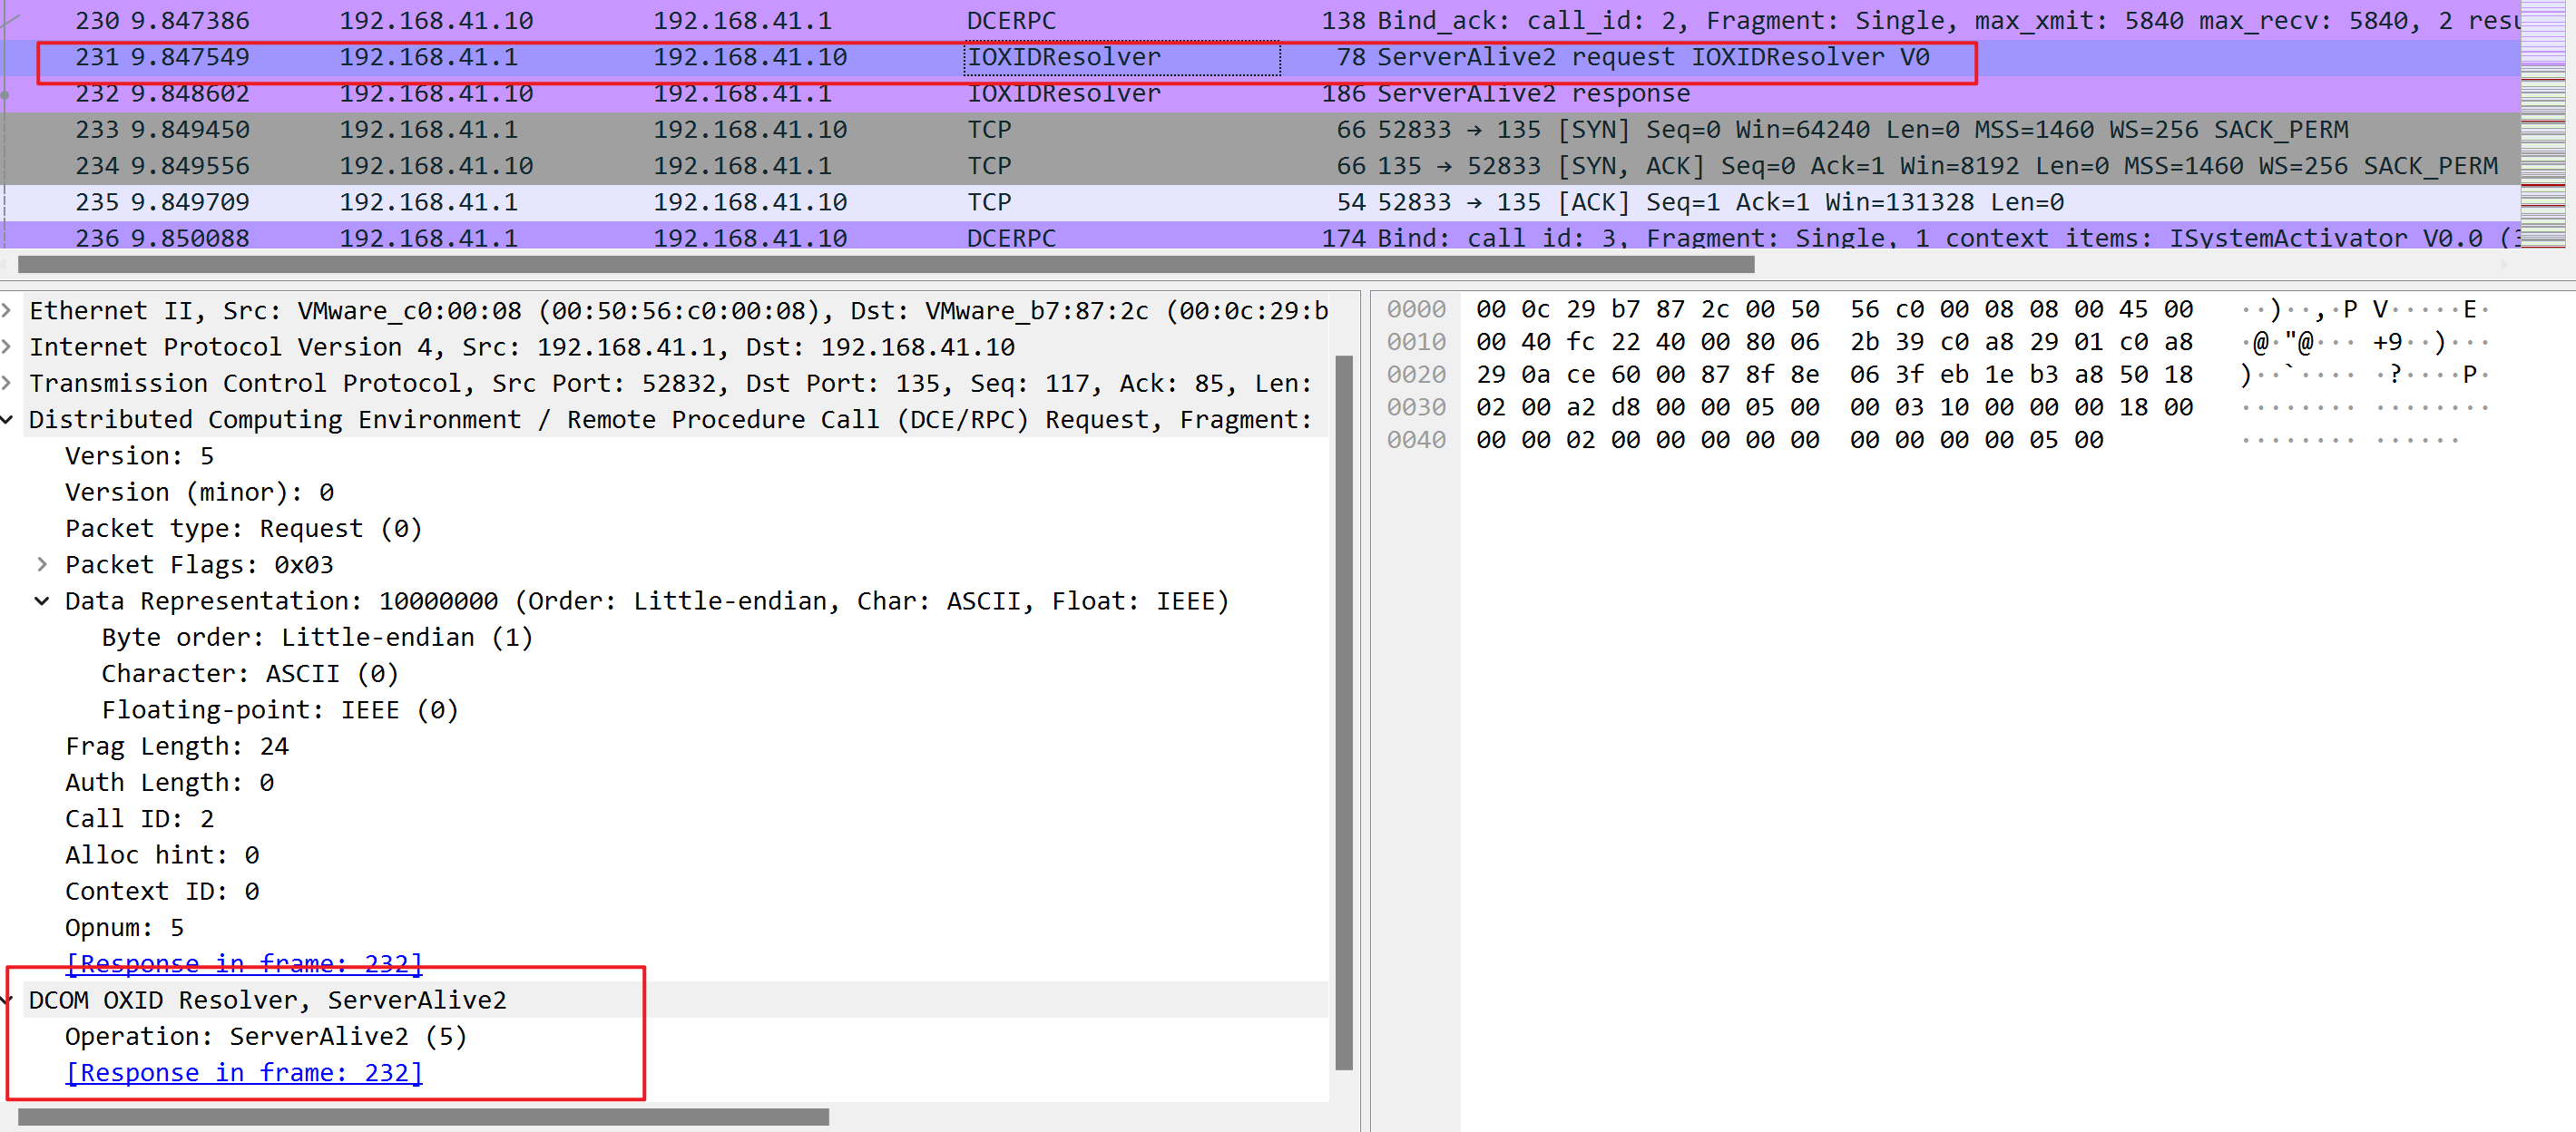 230 9.847386 192.168.41.10 192.168.41.1 DCERPC 138 Bind_ack: call_id: 2, Fragment: Single, max_xmit: 5840 max_recv: 5840, 2 resu
231 9.847549 192.168.41.1 192.168.41.10 IOXIDResolver 78 ServerAlive2 request IOXIDResolver V0
232 9.848602 192.168.41.10 192.168.41.1 IOXIDResolver 186 ServerAlive2 response
233 9.849450 192.168.41.1 192.168.41.10 TCP 66 52833 → 135 [SYN] Seq=0 Win=64240 Len=0 MSS=1460 WS=256 SACK_PERM
234 9.849556 192.168.41.10 192.168.41.1 TCP 66 135 → 52833 [SYN, ACK] Seq=0 Ack=1 Win=8192 Len=0 MSS=1460 WS=256 SACK_PERM
235 9.849709 192.168.41.1 192.168.41.10 TCP 54 52833 → 135 [ACK] Seq=1 Ack=1 Win=131328 Len=0
236 9.850088 192.168.41.1 192.168.41.10 DCERPC 174 Bind: call_id: 3, Fragment: Single, 1 context items: ISystemActivator V0.0 (3
Ethernet II, Src: VMware_c0:00:08 (00:50:56:c0:00:08), Dst: VMware_b7:87:2c (00:0c:29:b
Internet Protocol Version 4, Src: 192.168.41.1, Dst: 192.168.41.10
Transmission Control Protocol, Src Port: 52832, Dst Port: 135, Seq: 117, Ack: 85, Len:
Distributed Computing Environment / Remote Procedure Call (DCE/RPC) Request, Fragment:
Version: 5
Version (minor): 0
Packet type: Request (0)
Packet Flags: 0x03
Data Representation: 10000000 (Order: Little-endian, Char: ASCII, Float: IEEE)
Byte order: Little-endian (1)
Character: ASCII (0)
Floating-point: IEEE (0)
Frag Length: 24
Auth Length: 0
Call ID: 2
Alloc hint: 0
Context ID: 0
Opnum: 5
[Response in frame: 232]
DCOM OXID Resolver, ServerAlive2
Operation: ServerAlive2 (5)
[Response in frame: 232]
0000 00 0c 29 b7 87 2c 00 50 56 c0 00 08 08 00 45 00 ··)··,·P V·····E·
0010 00 40 fc 22 40 00 80 06 2b 39 c0 a8 29 01 c0 a8 ·@·"@··· +9··)···
0020 29 0a ce 60 00 87 8f 8e 06 3f eb 1e b3 a8 50 18 )··`···· ·?····P·
0030 02 00 a2 d8 00 00 05 00 00 03 10 00 00 00 18 00 ········ ········
0040 00 00 02 00 00 00 00 00 00 00 00 00 05 00 ········ ······